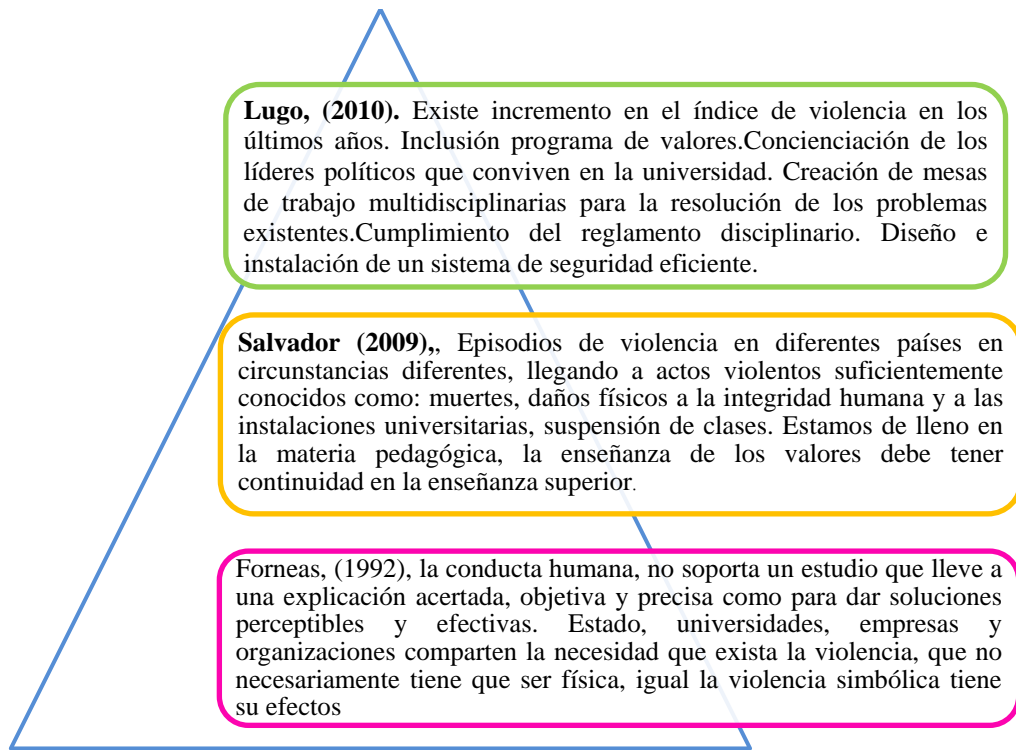 Lugo, (2010). Existe incremento en el índice de violencia en los
últimos años. Inclusión programa de valores.Concienciación de los
líderes políticos que conviven en la universidad. Creación de mesas
de trabajo multidisciplinarias para la resolución de los problemas
existentes.Cumplimiento del reglamento disciplinario. Diseño e
instalación de un sistema de seguridad eficiente.
Salvador (2009),, Episodios de violencia en diferentes países en
circunstancias diferentes, llegando a actos violentos suficientemente
conocidos como: muertes, daños físicos a la integridad humana y a las
instalaciones universitarias, suspensión de clases. Estamos de lleno en
la materia pedagógica, la enseñanza de los valores debe tener
continuidad en la enseñanza superior.
Forneas, (1992), la conducta humana, no soporta un estudio que lleve a
una explicación acertada, objetiva y precisa como para dar soluciones
perceptibles y efectivas. Estado, universidades, empresas y
organizaciones comparten la necesidad que exista la violencia, que no
necesariamente tiene que ser física, igual la violencia simbólica tiene
su efectos